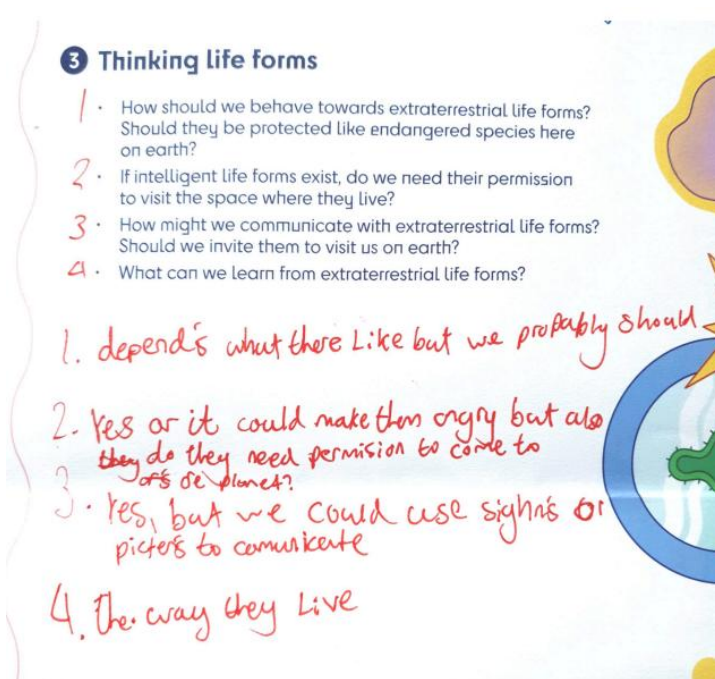 3 Thinking life forms
1 · How should we behave towards extraterrestrial life forms?
Should they be protected like endangered species here
on earth?
2 · If intelligent life forms exist, do we need their permission
to visit the space where they live?
3 · How might we communicate with extraterrestrial life forms?
Should we invite them to visit us on earth?
4 · What can we learn from extraterrestrial life forms?
1. depend's what there Like but we propably should
2. Yes or it could make them angry but also
they do they need permision to come to
planet?
3. Yes, but we could use sighn's or
picter's to comunicate
4. The way they Live